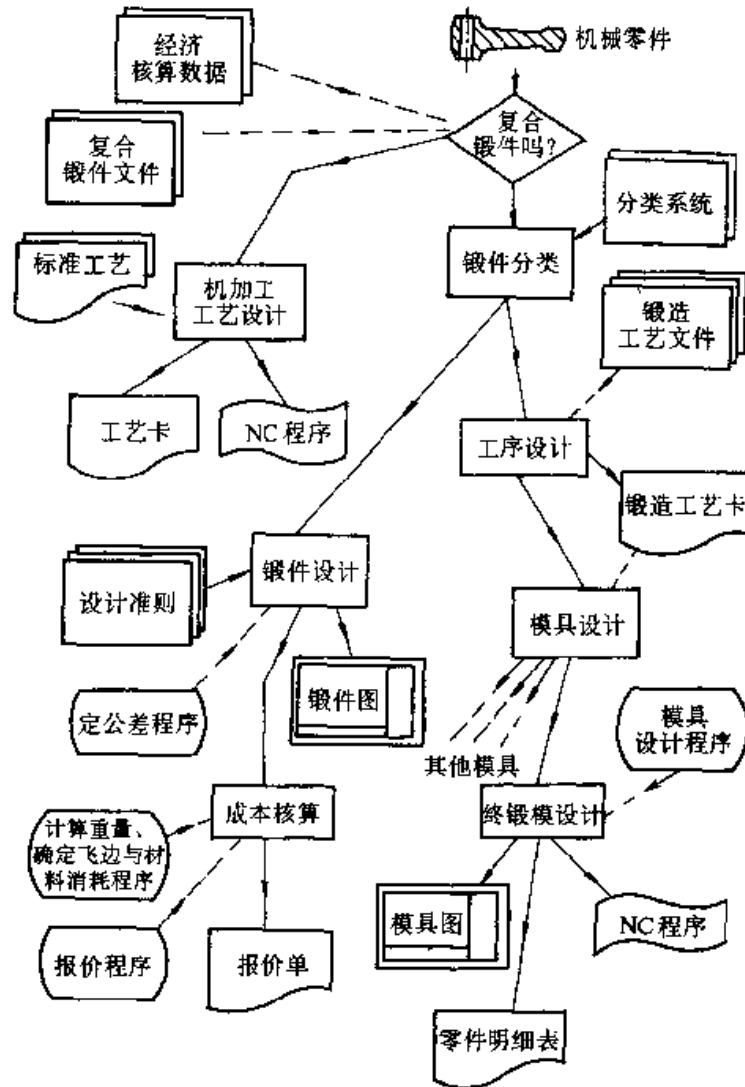 经济
核算数据
机械零件
复合
锻件吗?
复合
锻件文件
分类系统
标准工艺
机加工
工艺设计
锻件分类
锻造
工艺文件
工艺卡
NC 程序
工序设计
锻造工艺卡
设计准则
锻件设计
模具设计
定公差程序
锻件图
其他模具
模具
设计程序
计算重量、
确定飞边与材
料消耗程序
成本核算
终锻模设计
模具图
NC 程序
报价程序
报价单
零件明细表